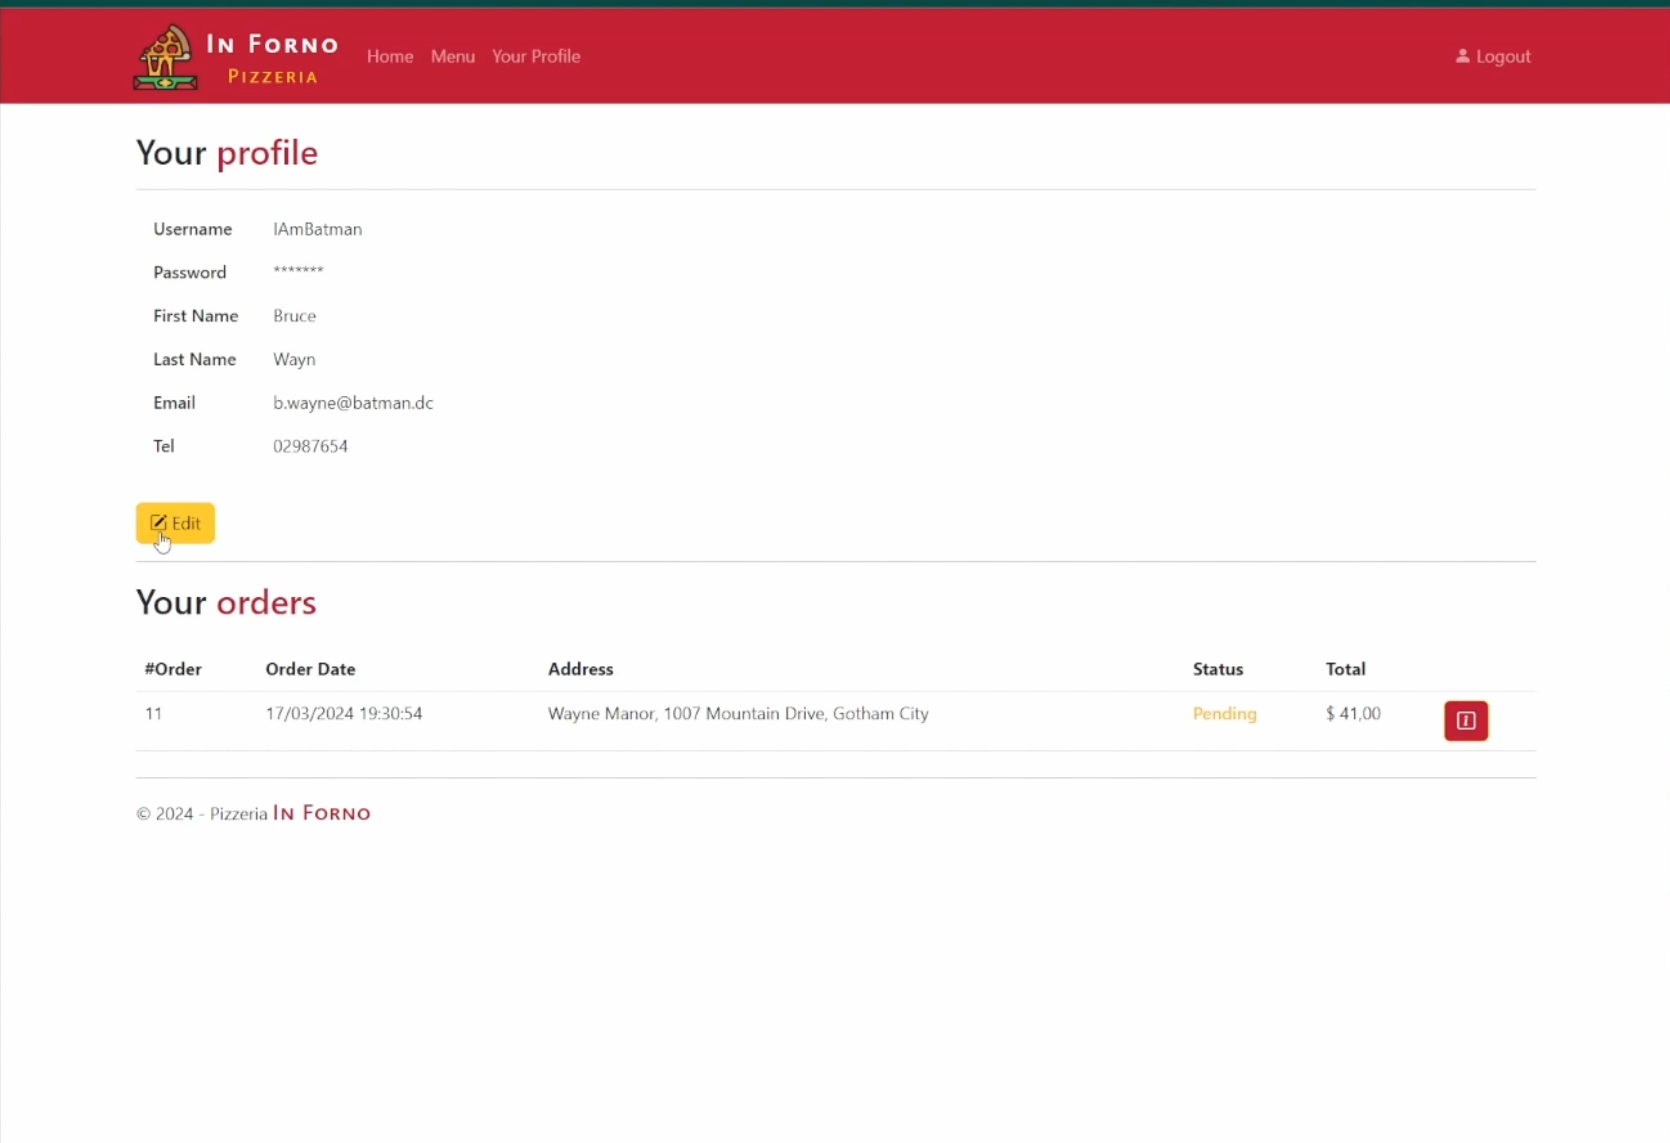 IN FORNO
PIZZERIA
Home Menu Your Profile
Logout
Your profile
Username IAmBatman
Password *******
First Name Bruce
Last Name Wayn
Email b.wayne@batman.dc
Tel 02987654
Edit
Your orders
#Order Order Date Address Status Total
11 17/03/2024 19:30:54 Wayne Manor, 1007 Mountain Drive, Gotham City Pending $ 41,00
© 2024 - Pizzeria IN FORNO